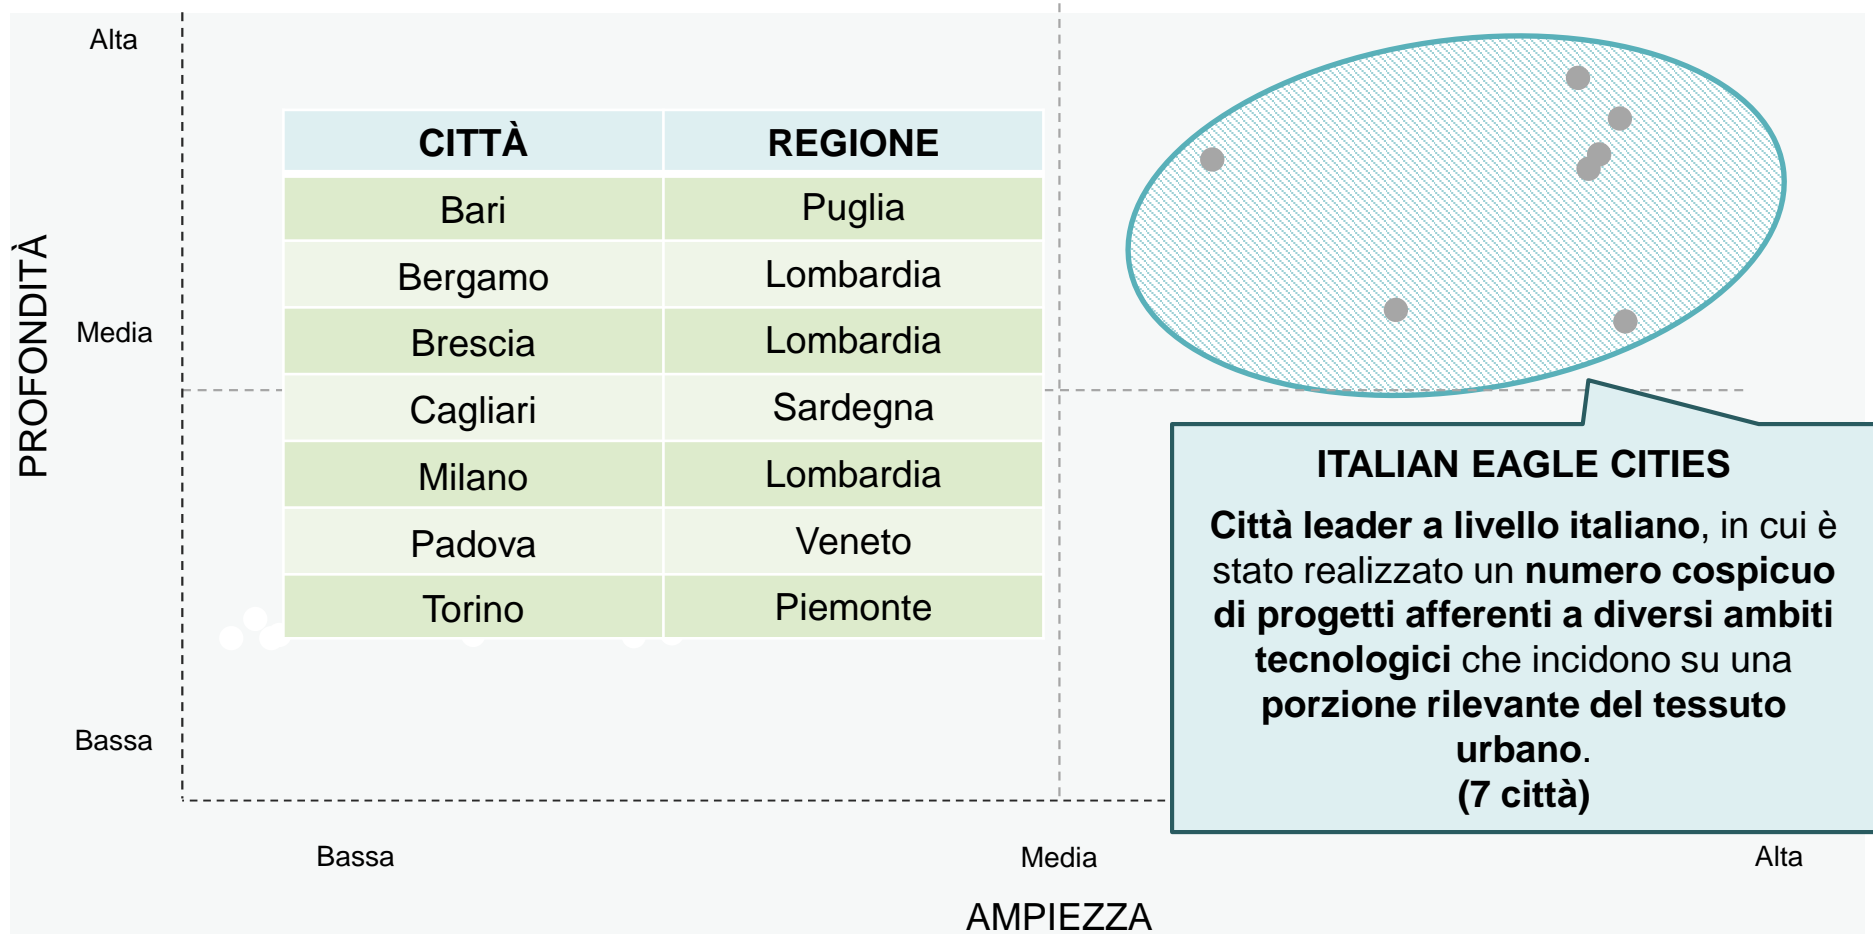 Alta
PROFONDITÀ
Media
Bassa
CITTÀ REGIONE
Bari Puglia
Bergamo Lombardia
Brescia Lombardia
Cagliari Sardegna
Milano Lombardia
Padova Veneto
Torino Piemonte
ITALIAN EAGLE CITIES
Città leader a livello italiano, in cui è
stato realizzato un numero cospicuo
di progetti afferenti a diversi ambiti
tecnologici che incidono su una
porzione rilevante del tessuto
urbano.
(7 città)
Bassa Media Alta
AMPIEZZA